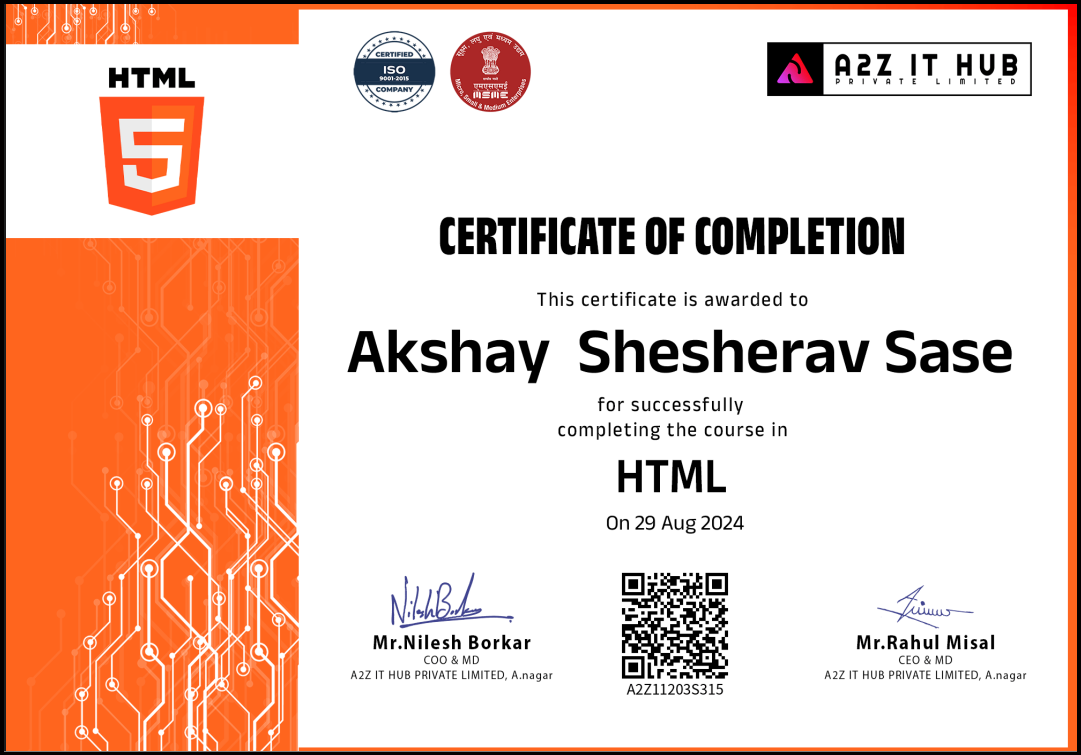 HTML
5
CERTIFIED
ISO
9001-2015
COMPANY
सूक्ष्म, लघु एवं मध्यम उद्यम
एमएसएमई
MSME
Micro, Small & Medium Enterprises
A2Z IT HUB
PRIVATE LIMITED
CERTIFICATE OF COMPLETION
This certificate is awarded to
Akshay Shesherav Sase
for successfully
completing the course in
HTML
On 29 Aug 2024
Nilesh Borkar
Mr.Nilesh Borkar
COO & MD
A2Z IT HUB PRIVATE LIMITED, A.nagar
A2Z11203S315
Mr.Rahul Misal
CEO & MD
A2Z IT HUB PRIVATE LIMITED, A.nagar